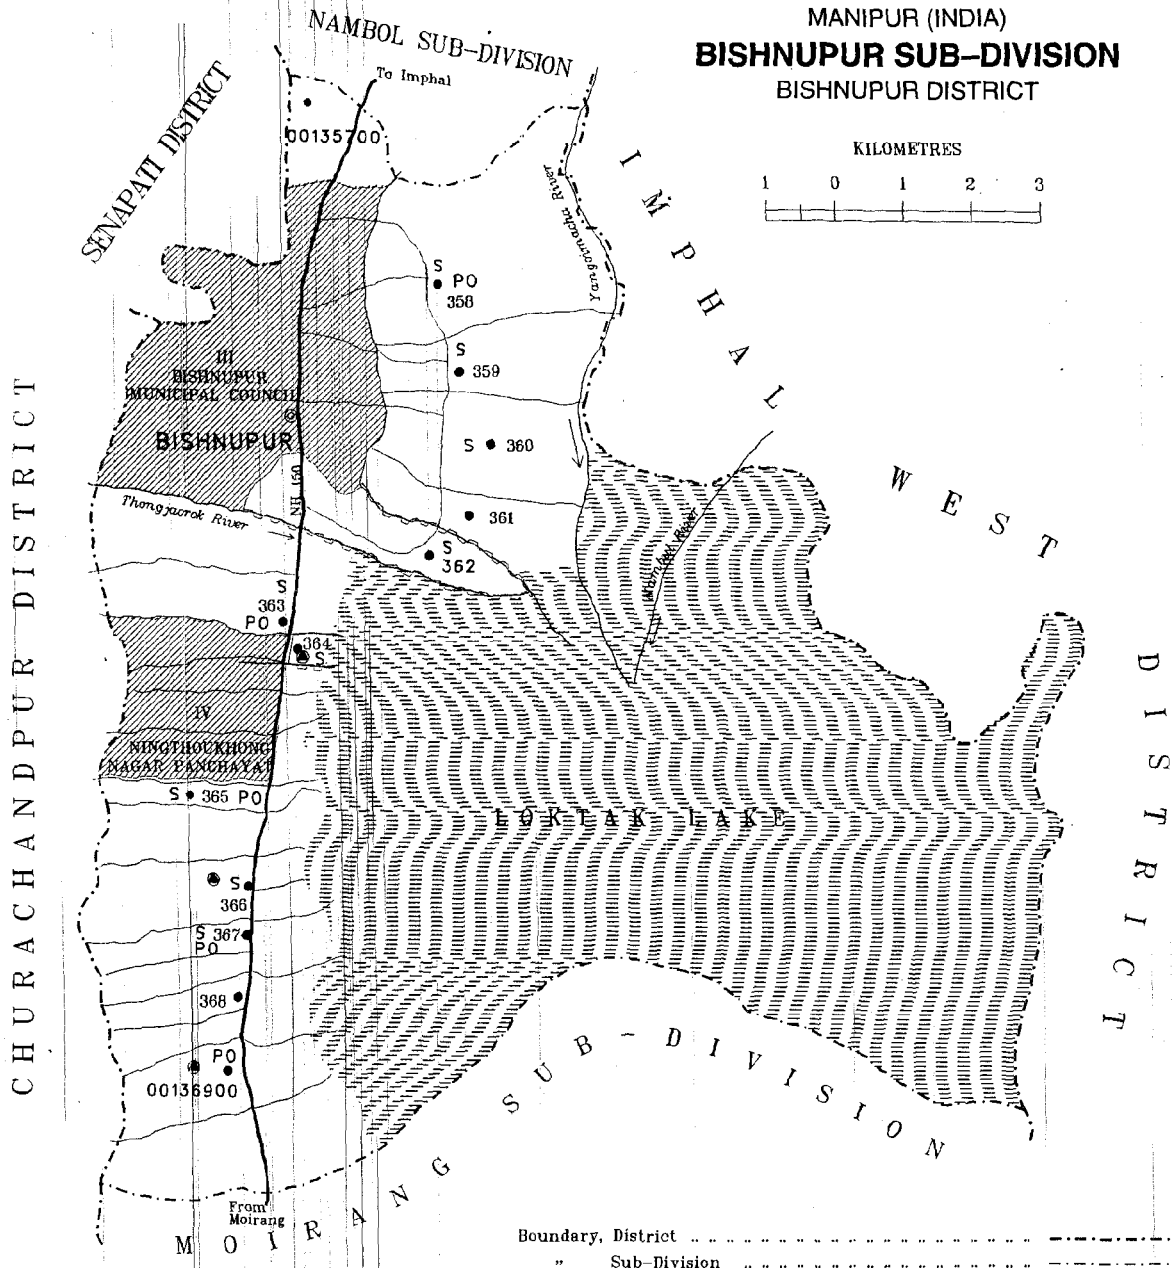 MANIPUR (INDIA)
BISHNUPUR SUB-DIVISION
BISHNUPUR DISTRICT
KILOMETRES
1 0 1 2 3
NAMBOL SUB-DIVISION
To Imphal
SENAPATI DISTRICT
00135700
IMPHAL WEST DISTRICT
S
PO
358
S
359
S 360
361
S
362
III
BISHNUPUR
MUNICIPAL COUNCIL
BISHNUPUR
NH 150
Thongjaorok River
CHURACHANDPUR DISTRICT
S
363
PO
364
S
IV
NINGTHOUKHONG
NAGAR PANCHAYAT
S 365 PO
LOKTAK LAKE
S
366
S 367
PO
368
PO
00136900
From
Moirang
MOIRANG SUB-DIVISION
Boundary, District
" Sub-Division